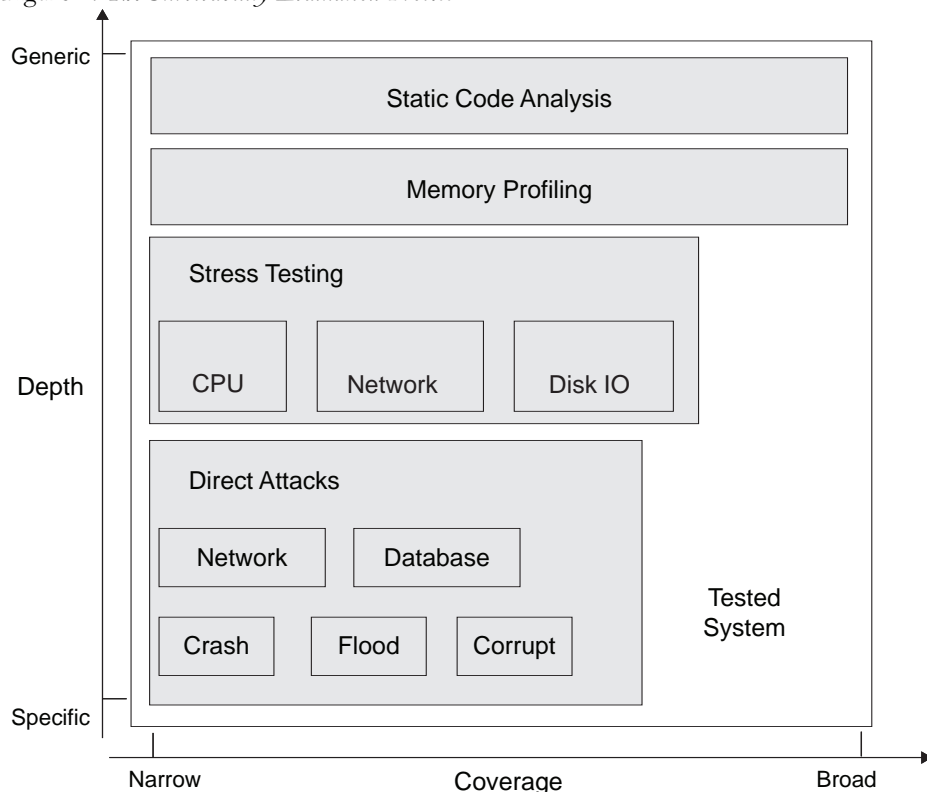 Generic
Static Code Analysis
Memory Profiling
Stress Testing
CPU
Network
Disk IO
Depth
Direct Attacks
Network
Database
Crash
Flood
Corrupt
Tested
System
Specific
Narrow
Coverage
Broad